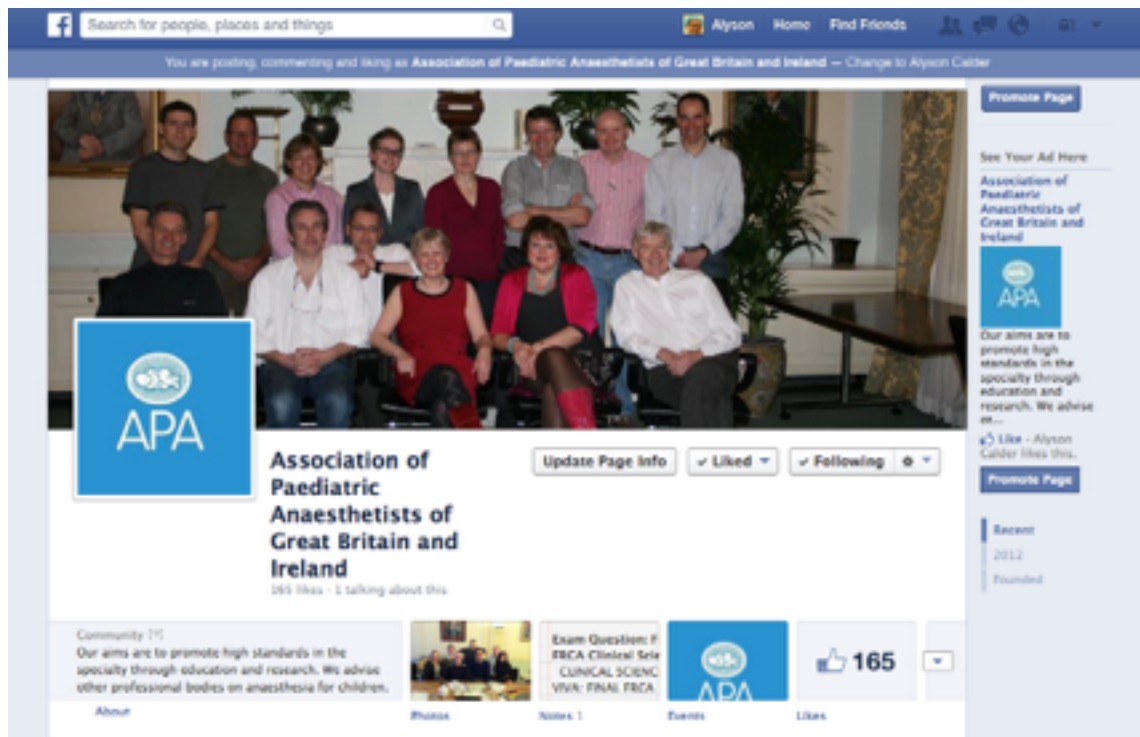 Search for people, places and things
Alyson Home Find Friends
You are posting, commenting and liking as Association of Paediatric Anaesthetists of Great Britain and Ireland — Change to Alyson Calder
APA
Association of
Paediatric
Anaesthetists of
Great Britain and
Ireland
165 likes · 1 talking about this
Update Page Info
✓ Liked
✓ Following
Community [?]
Our aims are to promote high standards in the
specialty through education and research. We advise
other professional bodies on anaesthesia for children.
About
Photos
Exam Question: F
FRCA Clinical Scie
CLINICAL SCIENC
VIVA: FINAL FRCA
Notes 1
APA
Events
165
Likes
Promote Page
See Your Ad Here
Association of
Paediatric
Anaesthetists of
Great Britain and
Ireland
APA
Our aims are to
promote high
standards in the
specialty through
education and
research. We advise
ot...
Like · Alyson
Calder likes this.
Promote Page
Recent
2012
Founded